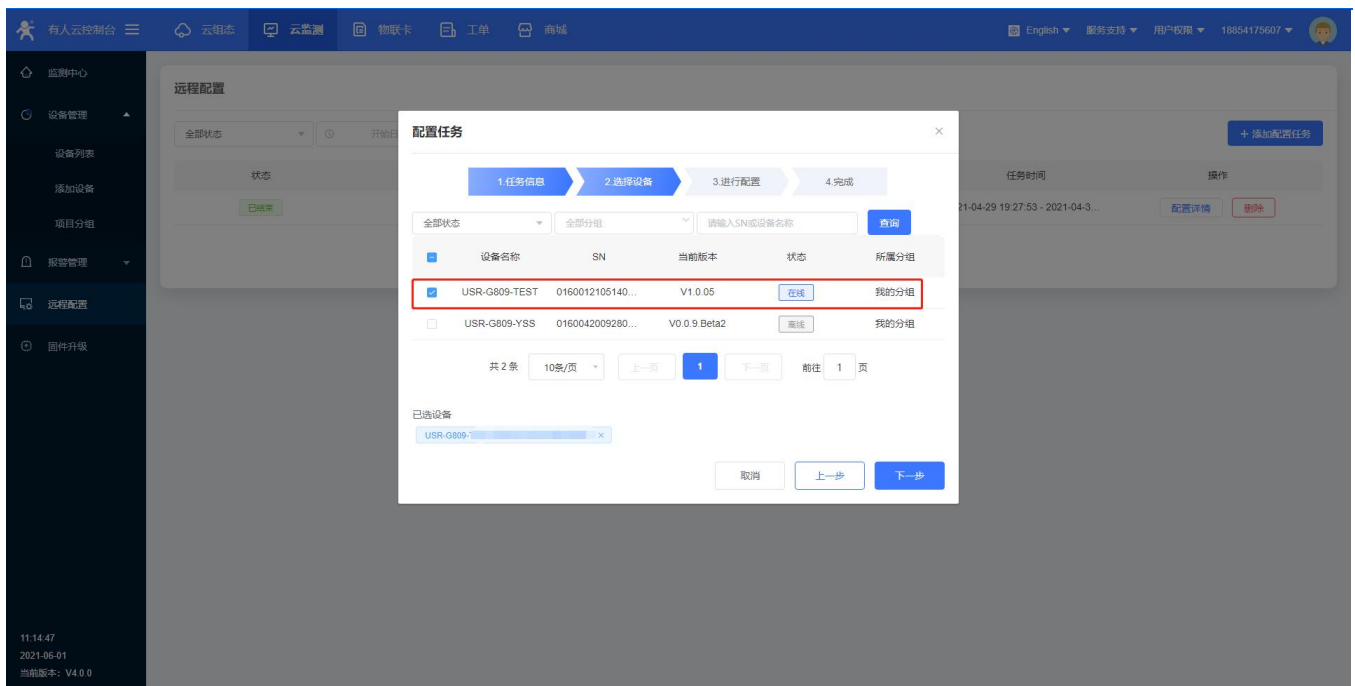 有人云控制台 云组态 云监测 物联卡 工单 商城 English 服务支持 用户权限 18854175607
监测中心
设备管理
设备列表
添加设备
项目分组
报警管理
远程配置
固件升级
11:14:47
2021-06-01
当前版本：V4.0.0
远程配置
全部状态 开始日 + 添加配置任务
状态 任务时间 操作
已结束 21-04-29 19:27:53 - 2021-04-3... 配置详情 删除
配置任务
1.任务信息 2.选择设备 3.进行配置 4.完成
全部状态 全部分组 请输入SN或设备名称 查询
设备名称 SN 当前版本 状态 所属分组
USR-G809-TEST 0160012105140... V1.0.05 在线 我的分组
USR-G809-YSS 0160042009280... V0.0.9.Beta2 离线 我的分组
共 2 条 10条/页 上一页 1 下一页 前往 1 页
已选设备
USR-G809-
取消 上一步 下一步